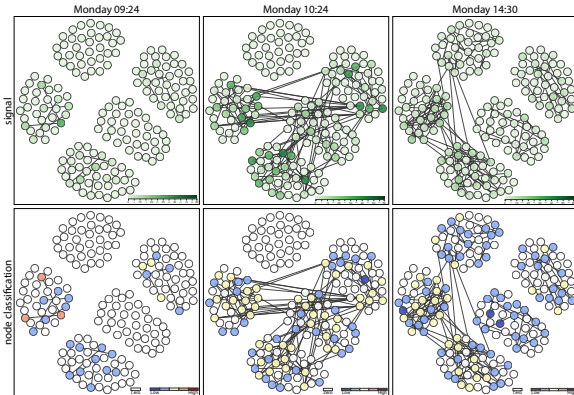 Monday 09:24
Monday 10:24
Monday 14:30
signal
node classification
Zero
Low
High
Zero
Low
High
Zero
Low
High